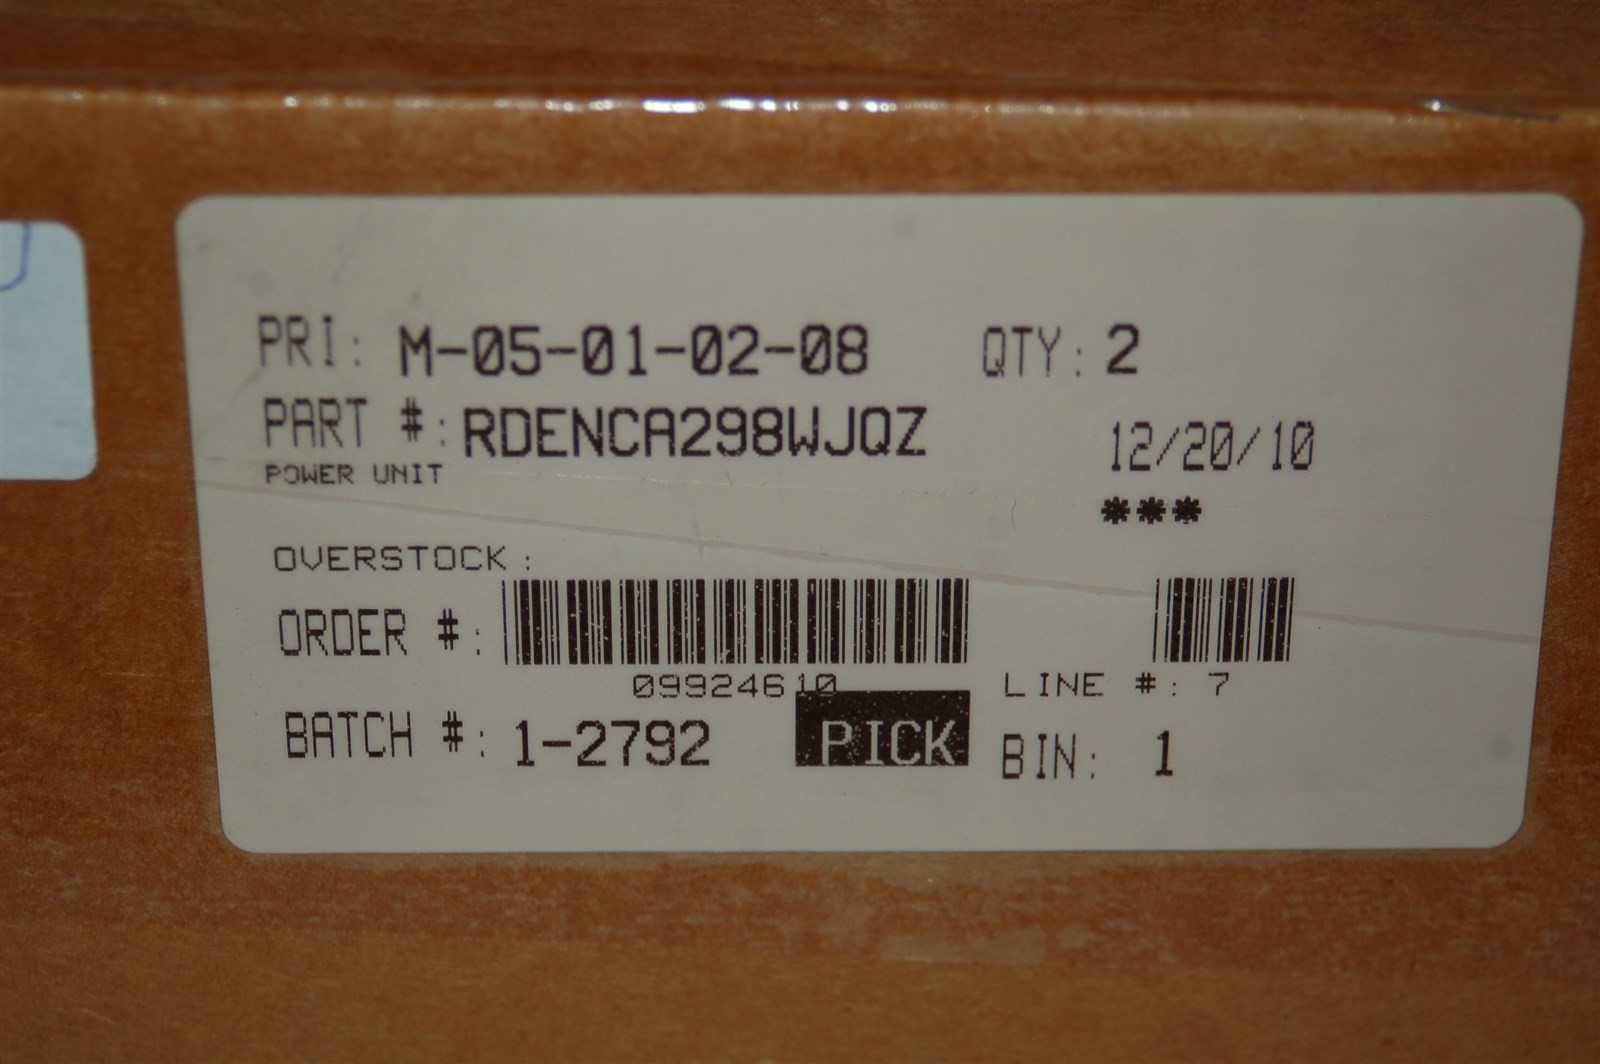 PRI: M-05-01-02-08 QTY: 2
PART #: RDENCA298WJQZ 12/20/10
POWER UNIT
***
OVERSTOCK:
ORDER #:
09924610 LINE #: 7
BATCH #: 1-2792 PICK BIN: 1